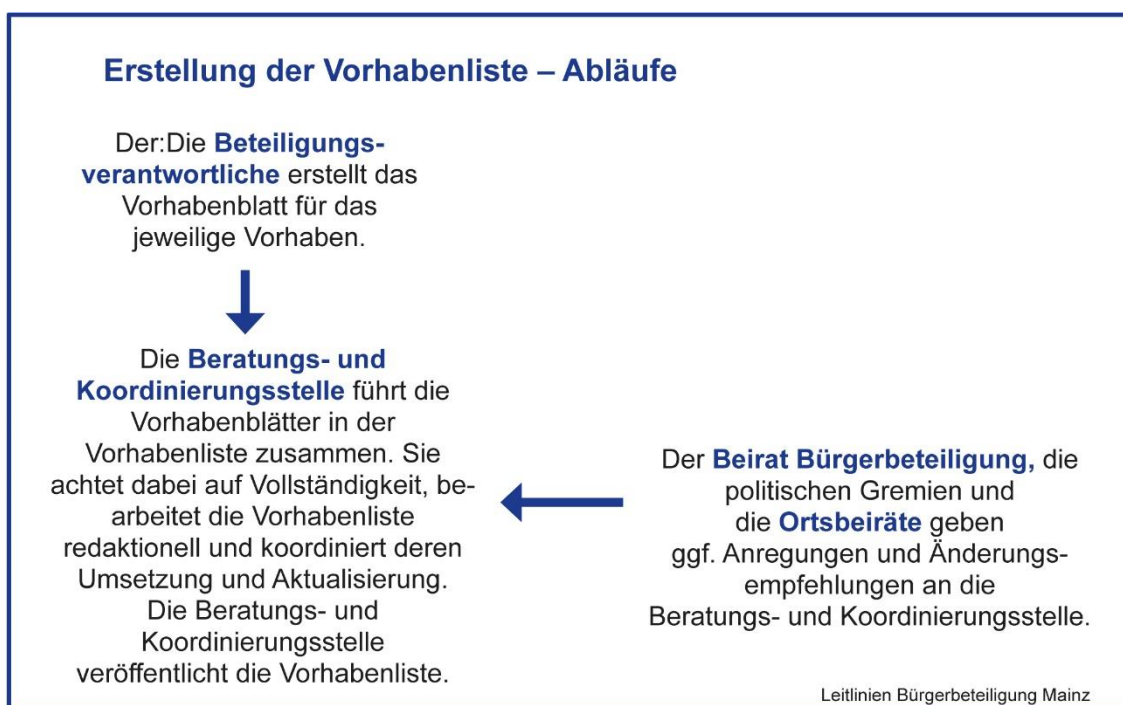 Erstellung der Vorhabenliste – Abläufe
Der:Die Beteiligungs-
verantwortliche erstellt das
Vorhabenblatt für das
jeweilige Vorhaben.
Die Beratungs- und
Koordinierungsstelle führt die
Vorhabenblätter in der
Vorhabenliste zusammen. Sie
achtet dabei auf Vollständigkeit, be-
arbeitet die Vorhabenliste
redaktionell und koordiniert deren
Umsetzung und Aktualisierung.
Die Beratungs- und
Koordinierungsstelle
veröffentlicht die Vorhabenliste.
Der Beirat Bürgerbeteiligung, die
politischen Gremien und
die Ortsbeiräte geben
ggf. Anregungen und Änderungs-
empfehlungen an die
Beratungs- und Koordinierungsstelle.
Leitlinien Bürgerbeteiligung Mainz